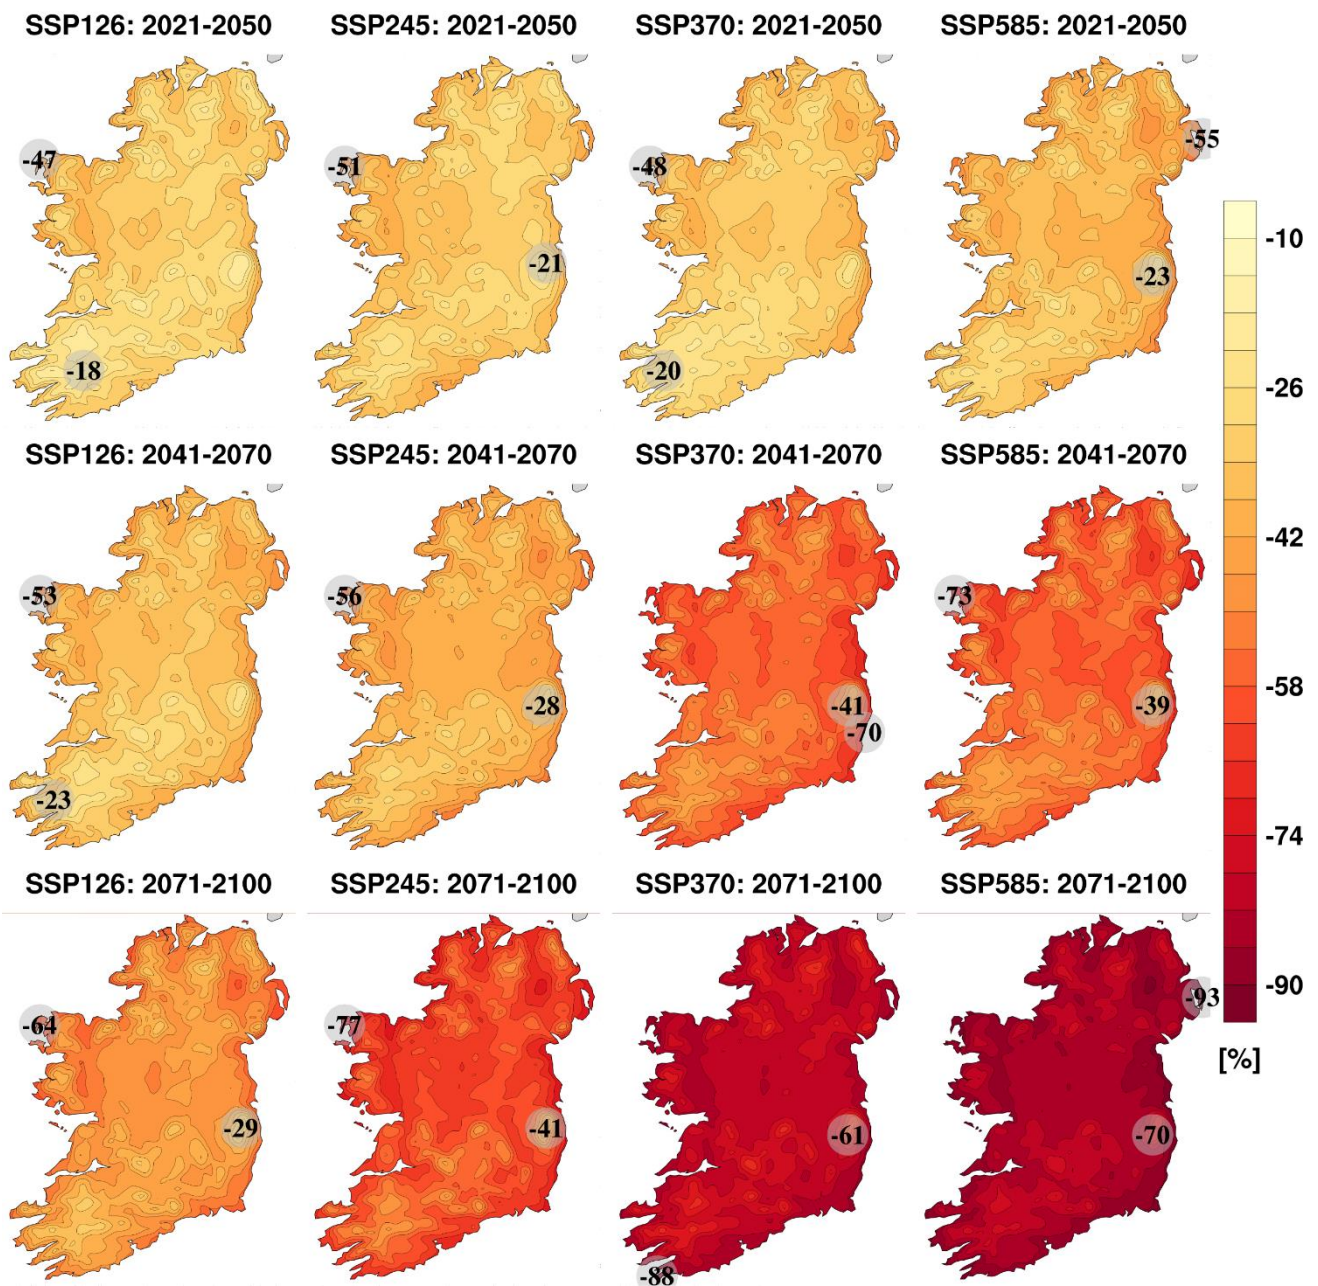 SSP126: 2021-2050
SSP245: 2021-2050
SSP370: 2021-2050
SSP585: 2021-2050
-47
-18
-51
-21
-48
-20
-55
-23
SSP126: 2041-2070
SSP245: 2041-2070
SSP370: 2041-2070
SSP585: 2041-2070
-53
-23
-56
-28
-41
-70
-73
-39
SSP126: 2071-2100
SSP245: 2071-2100
SSP370: 2071-2100
SSP585: 2071-2100
-64
-29
-77
-41
-61
-88
-93
-70
-10
-26
-42
-58
-74
-90
[%]